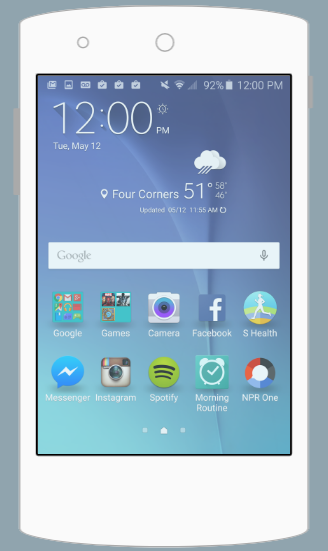 92% 12:00 PM
12:00 PM
Tue, May 12
Four Corners 51° 58° 46°
Updated 05/12 11:55 AM
Google
Google Games Camera Facebook S Health
Messenger Instagram Spotify Morning Routine NPR One